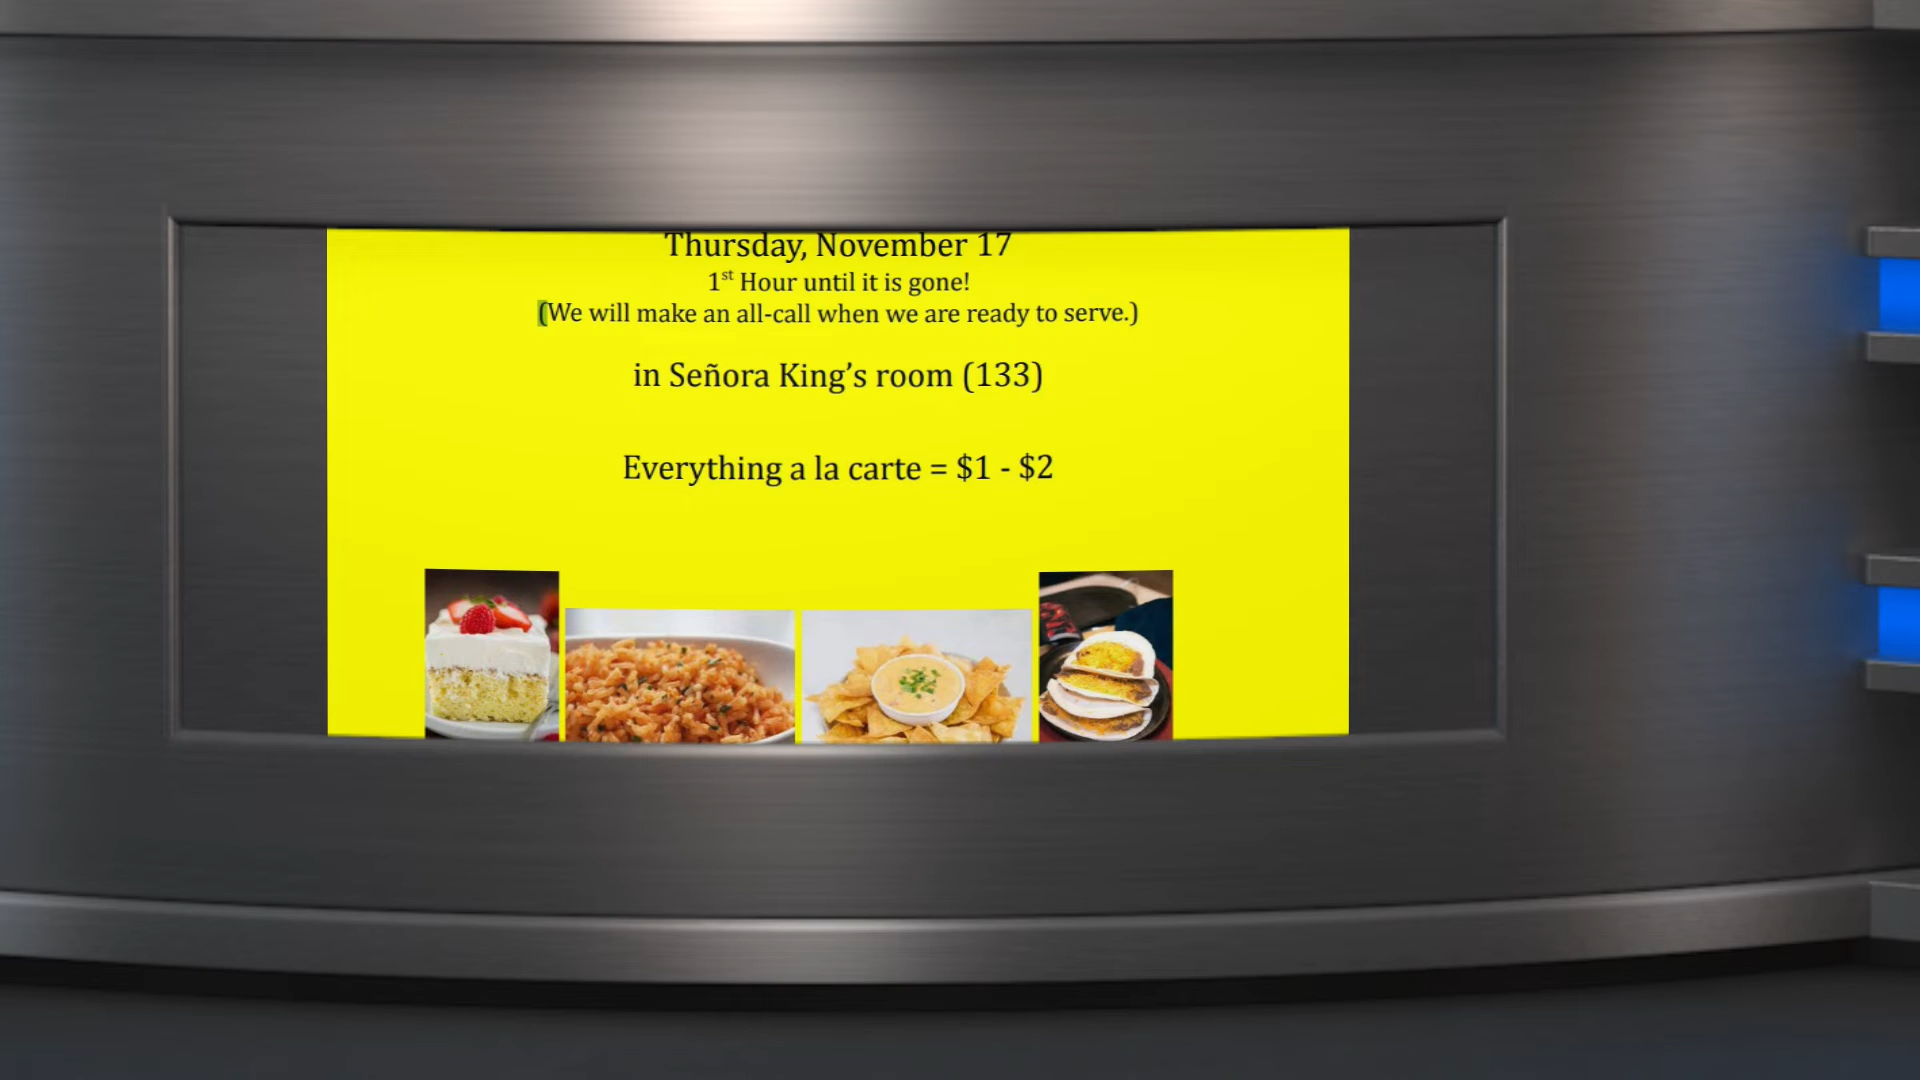 Thursday, November 17
1st Hour until it is gone!
(We will make an all-call when we are ready to serve.)
in Señora King’s room (133)
Everything a la carte = $1 - $2